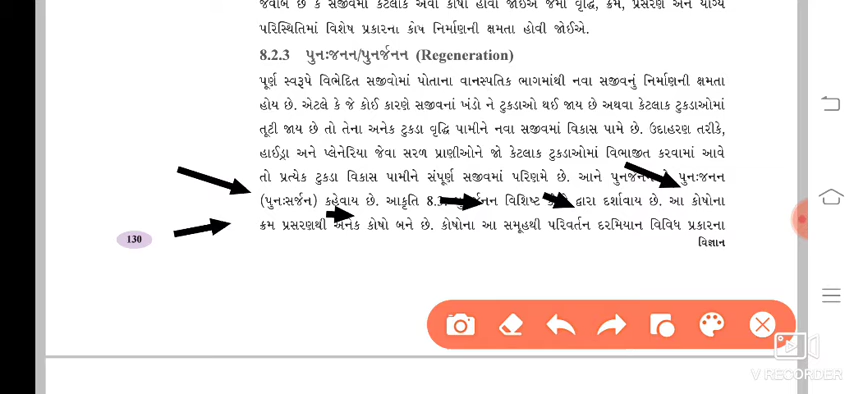 જવાબ છે કે સજીવમાં કેટલાક એવા કોષો હોવા જોઈએ જેમાં વૃદ્ધિ, ક્રમ, પ્રસરણ અને યોગ્ય
પરિસ્થિતિમાં વિશેષ પ્રકારના કોષ નિર્માણની ક્ષમતા હોવી જોઈએ.
8.2.3 પુનઃજનન/પુનર્જનન (Regeneration)
પૂર્ણ સ્વરૂપે વિભેદિત સજીવોમાં પોતાના વાનસ્પતિક ભાગમાંથી નવા સજીવનું નિર્માણની ક્ષમતા
હોય છે. એટલે કે જે કોઈ કારણે સજીવનાં ખંડો ને ટુકડાઓ થઈ જાય છે અથવા કેટલાક ટુકડાઓમાં
તૂટી જાય છે તો તેના અનેક ટુકડા વૃદ્ધિ પામીને નવા સજીવમાં વિકાસ પામે છે. ઉદાહરણ તરીકે,
હાઈડ્રા અને પ્લેનેરિયા જેવા સરળ પ્રાણીઓને જો કેટલાક ટુકડાઓમાં વિભાજીત કરવામાં આવે
તો પ્રત્યેક ટુકડા વિકાસ પામીને સંપૂર્ણ સજીવમાં પરિણમે છે. આને પુનર્જનન પુનઃજનન
(પુનઃસર્જન) કહેવાય છે. આકૃતિ 8. વિશિષ્ટ દ્વારા દર્શાવાય છે. આ કોષોના
ક્રમ પ્રસરણથી અનેક કોષો બને છે. કોષોના આ સમૂહથી પરિવર્તન દરમિયાન વિવિધ પ્રકારના
130
વિજ્ઞાન
V RECORDER